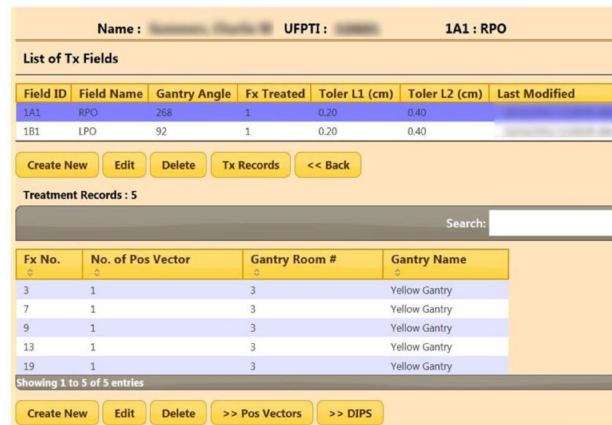 Name : UFPTI : 1A1 : RPO
List of Tx Fields
Field ID Field Name Gantry Angle Fx Treated Toler L1 (cm) Toler L2 (cm) Last Modified
1A1 RPO 268 1 0.20 0.40
1B1 LPO 92 1 0.20 0.40
Create New Edit Delete Tx Records << Back
Treatment Records : 5
Search:
Fx No. No. of Pos Vector Gantry Room # Gantry Name
3 1 3 Yellow Gantry
7 1 3 Yellow Gantry
9 1 3 Yellow Gantry
13 1 3 Yellow Gantry
19 1 3 Yellow Gantry
Showing 1 to 5 of 5 entries
Create New Edit Delete >> Pos Vectors >> DIPS